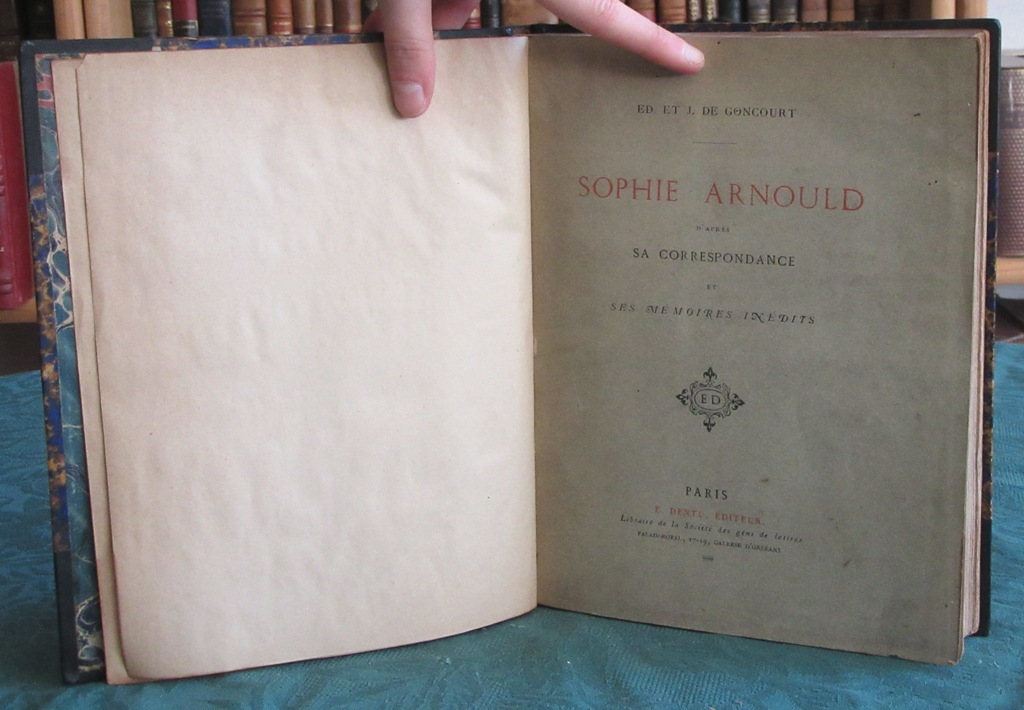 ED. ET J. DE GONCOURT
SOPHIE ARNOULD
D'APRÈS
SA CORRESPONDANCE
ET
SES MÉMOIRES INÉDITS
ED
PARIS
E. DENTU, EDITEUR,
Libraire de la Société des gens de lettres
PALAIS-ROYAL, 17-19, GALERIE D'ORLÉANS